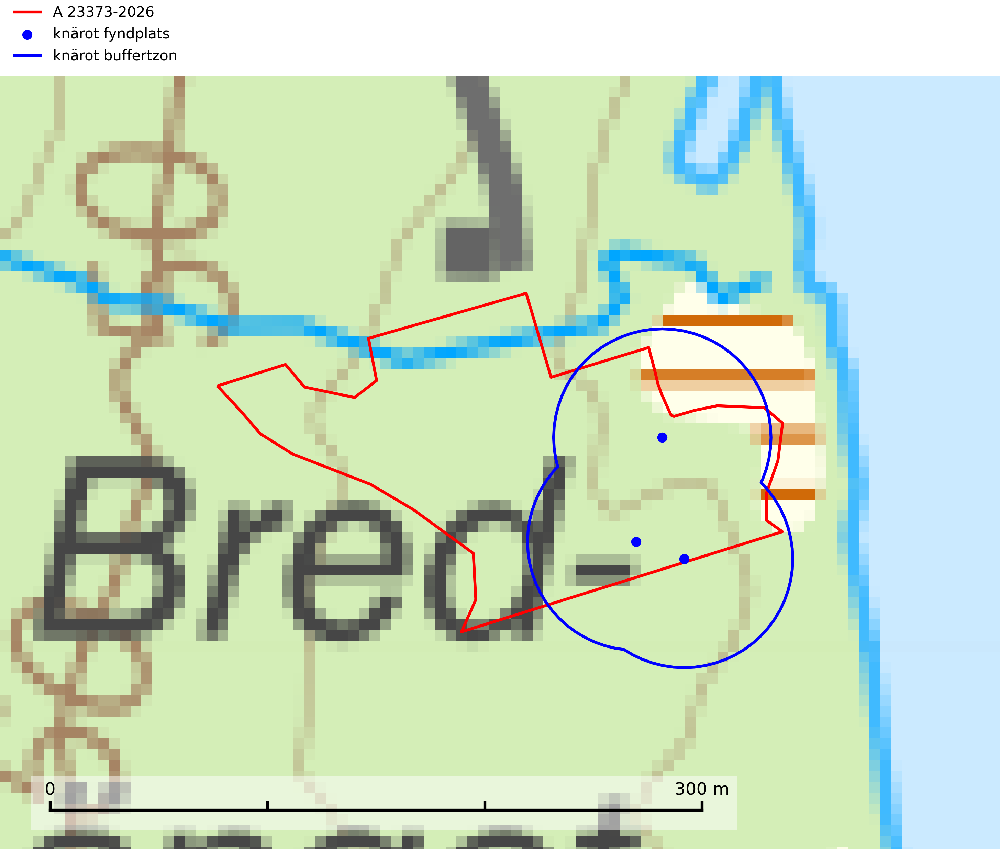 A 23373-2026
knärot fyndplats
knärot buffertzon
Bred-
0 300 m